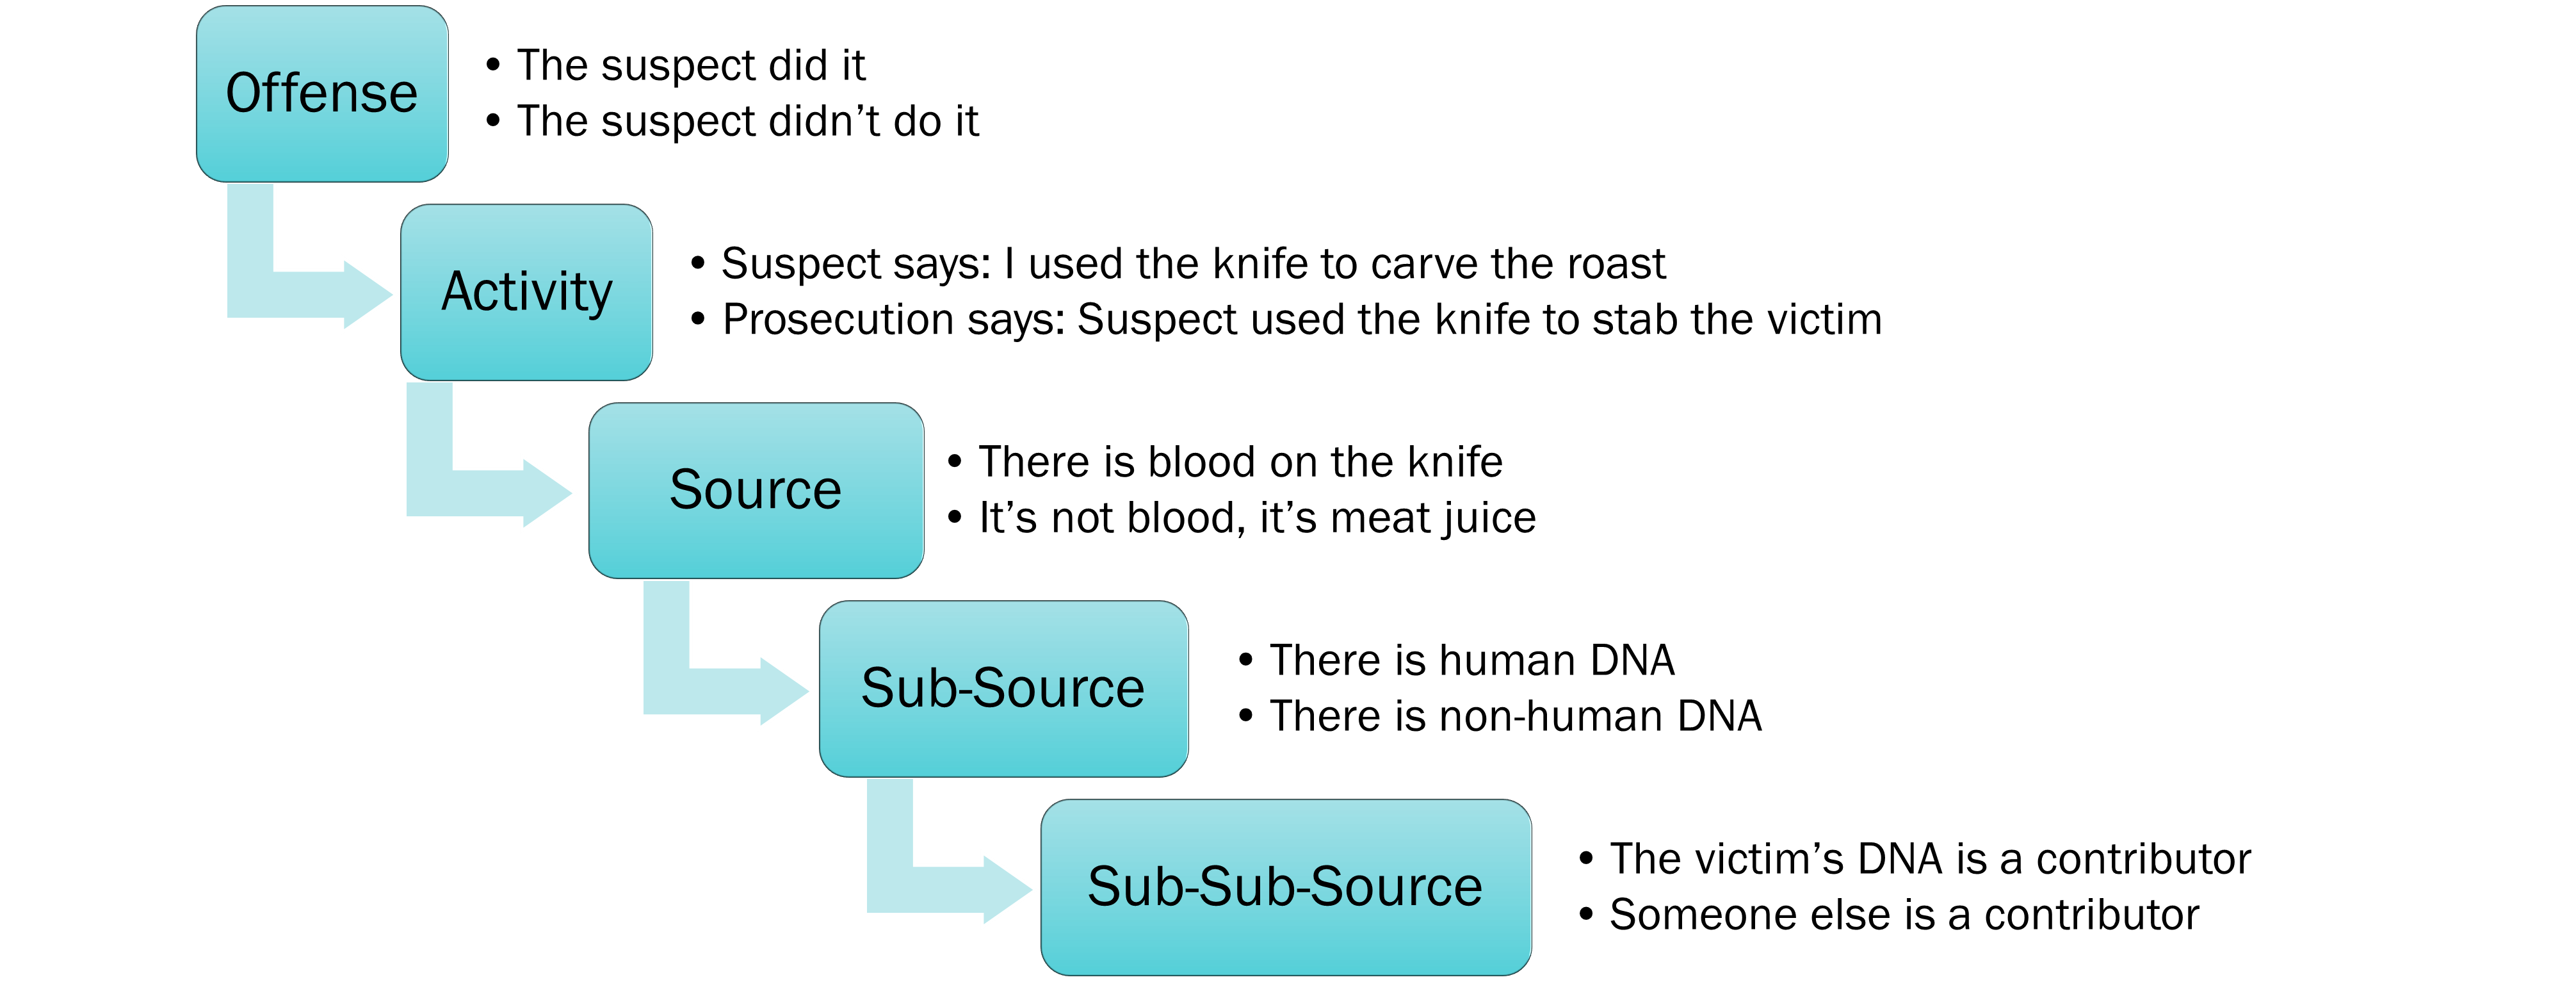 Offense
• The suspect did it
• The suspect didn’t do it
Activity
• Suspect says: I used the knife to carve the roast
• Prosecution says: Suspect used the knife to stab the victim
Source
• There is blood on the knife
• It’s not blood, it’s meat juice
Sub-Source
• There is human DNA
• There is non-human DNA
Sub-Sub-Source
• The victim’s DNA is a contributor
• Someone else is a contributor